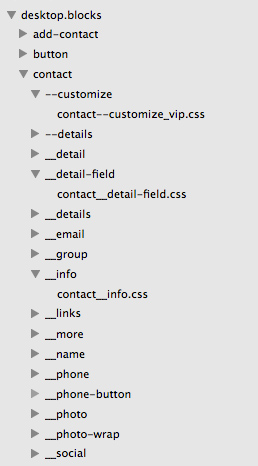 desktop.blocks
add-contact
button
contact
--customize
contact--customize_vip.css
--details
__detail
__detail-field
contact__detail-field.css
__details
__email
__group
__info
contact__info.css
__links
__more
__name
__phone
__phone-button
__photo
__photo-wrap
__social